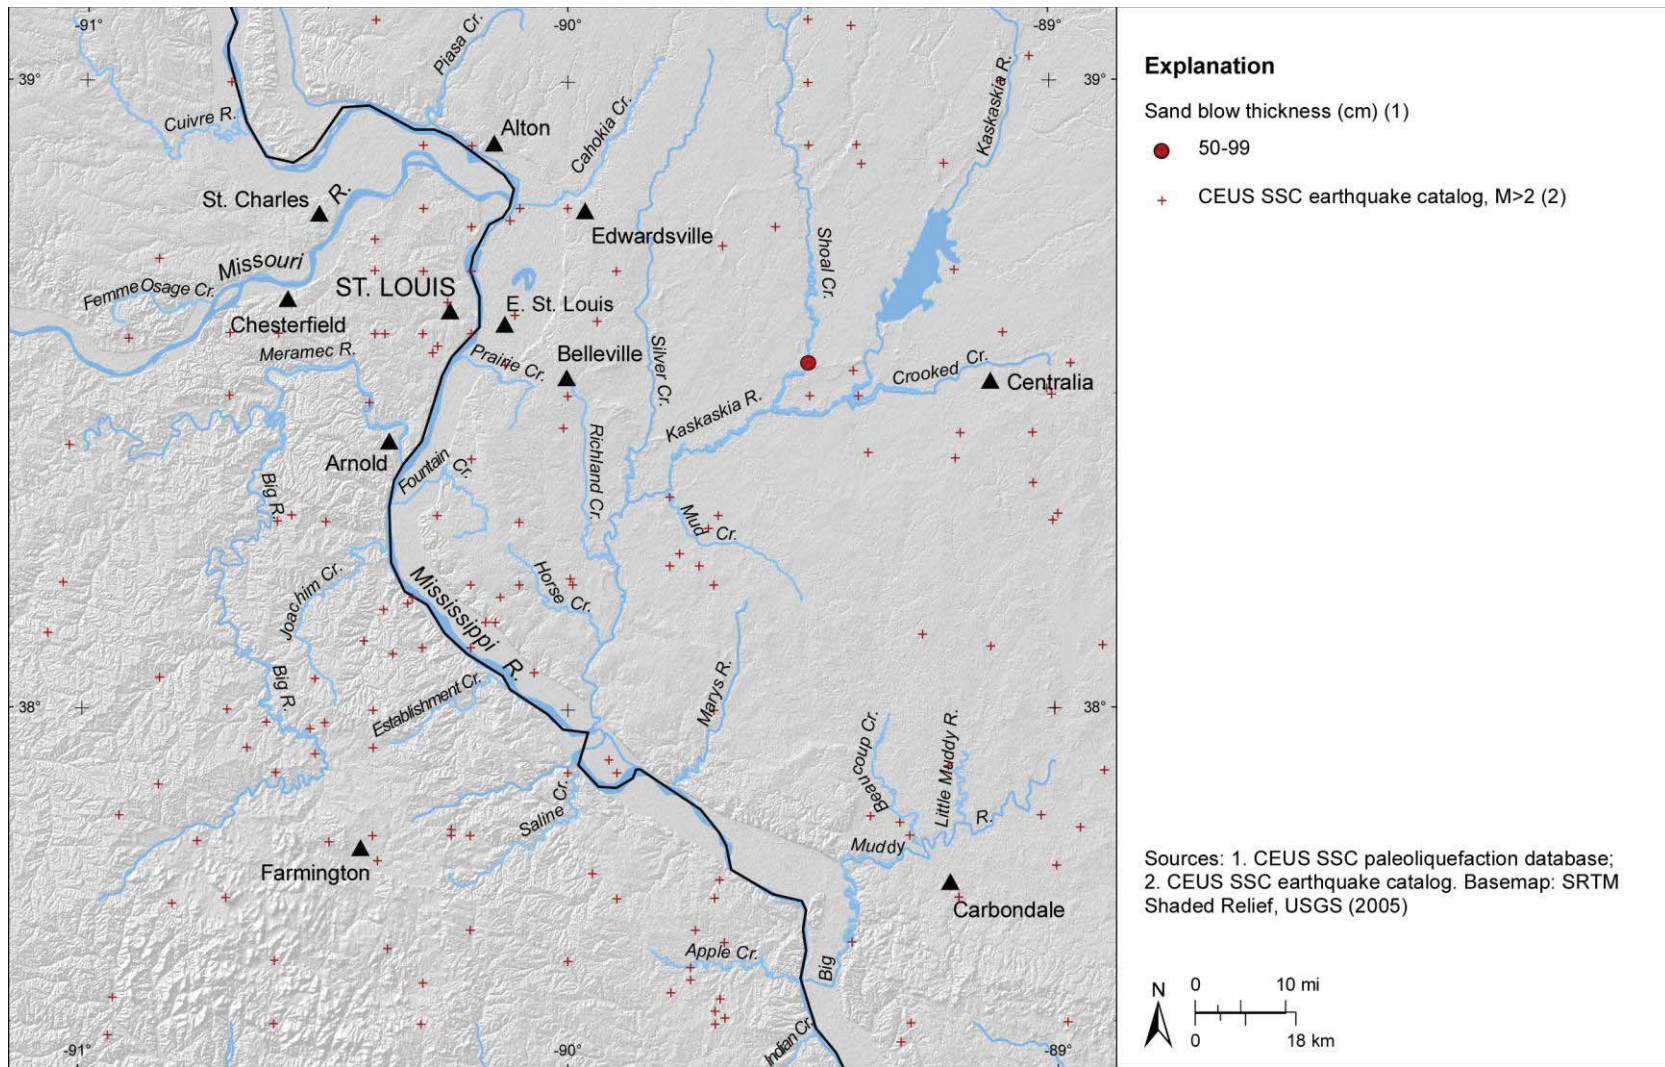 -91°
-90°
-89°
39°
39°
Piasa Cr.
Kaskaskia R.
Cuivre R.
Alton
Cahokia Cr.
St. Charles
R.
Edwardsville
Shoal Cr.
Missouri
Femme Osage Cr.
ST. LOUIS
E. St. Louis
Chesterfield
Meramec R.
Prairie Cr.
Belleville
Silver Cr.
Crooked Cr.
Centralia
Kaskaskia R.
Arnold
Fountain Cr.
Richland Cr.
Big R.
Mud Cr.
Joachim Cr.
Mississippi R.
Horse Cr.
Big R.
Establishment Cr.
Marys R.
38°
38°
Beaucoup Cr.
Little Muddy R.
Saline Cr.
Big Muddy R.
Farmington
Carbondale
Apple Cr.
Indian Cr.
-91°
-90°
-89°
Explanation
Sand blow thickness (cm) (1)
50-99
CEUS SSC earthquake catalog, M>2 (2)
Sources: 1. CEUS SSC paleoliquefaction database;
2. CEUS SSC earthquake catalog. Basemap: SRTM
Shaded Relief, USGS (2005)
N
0 10 mi
0 18 km